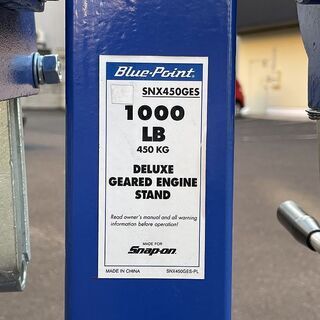 Blue-Point
SNX450GES
1000
LB
450 KG
DELUXE
GEARED ENGINE
STAND
Read owner's manual and all warning
information before operation!
MADE FOR
Snap-on
MADE IN CHINA
SNX450GES-PL